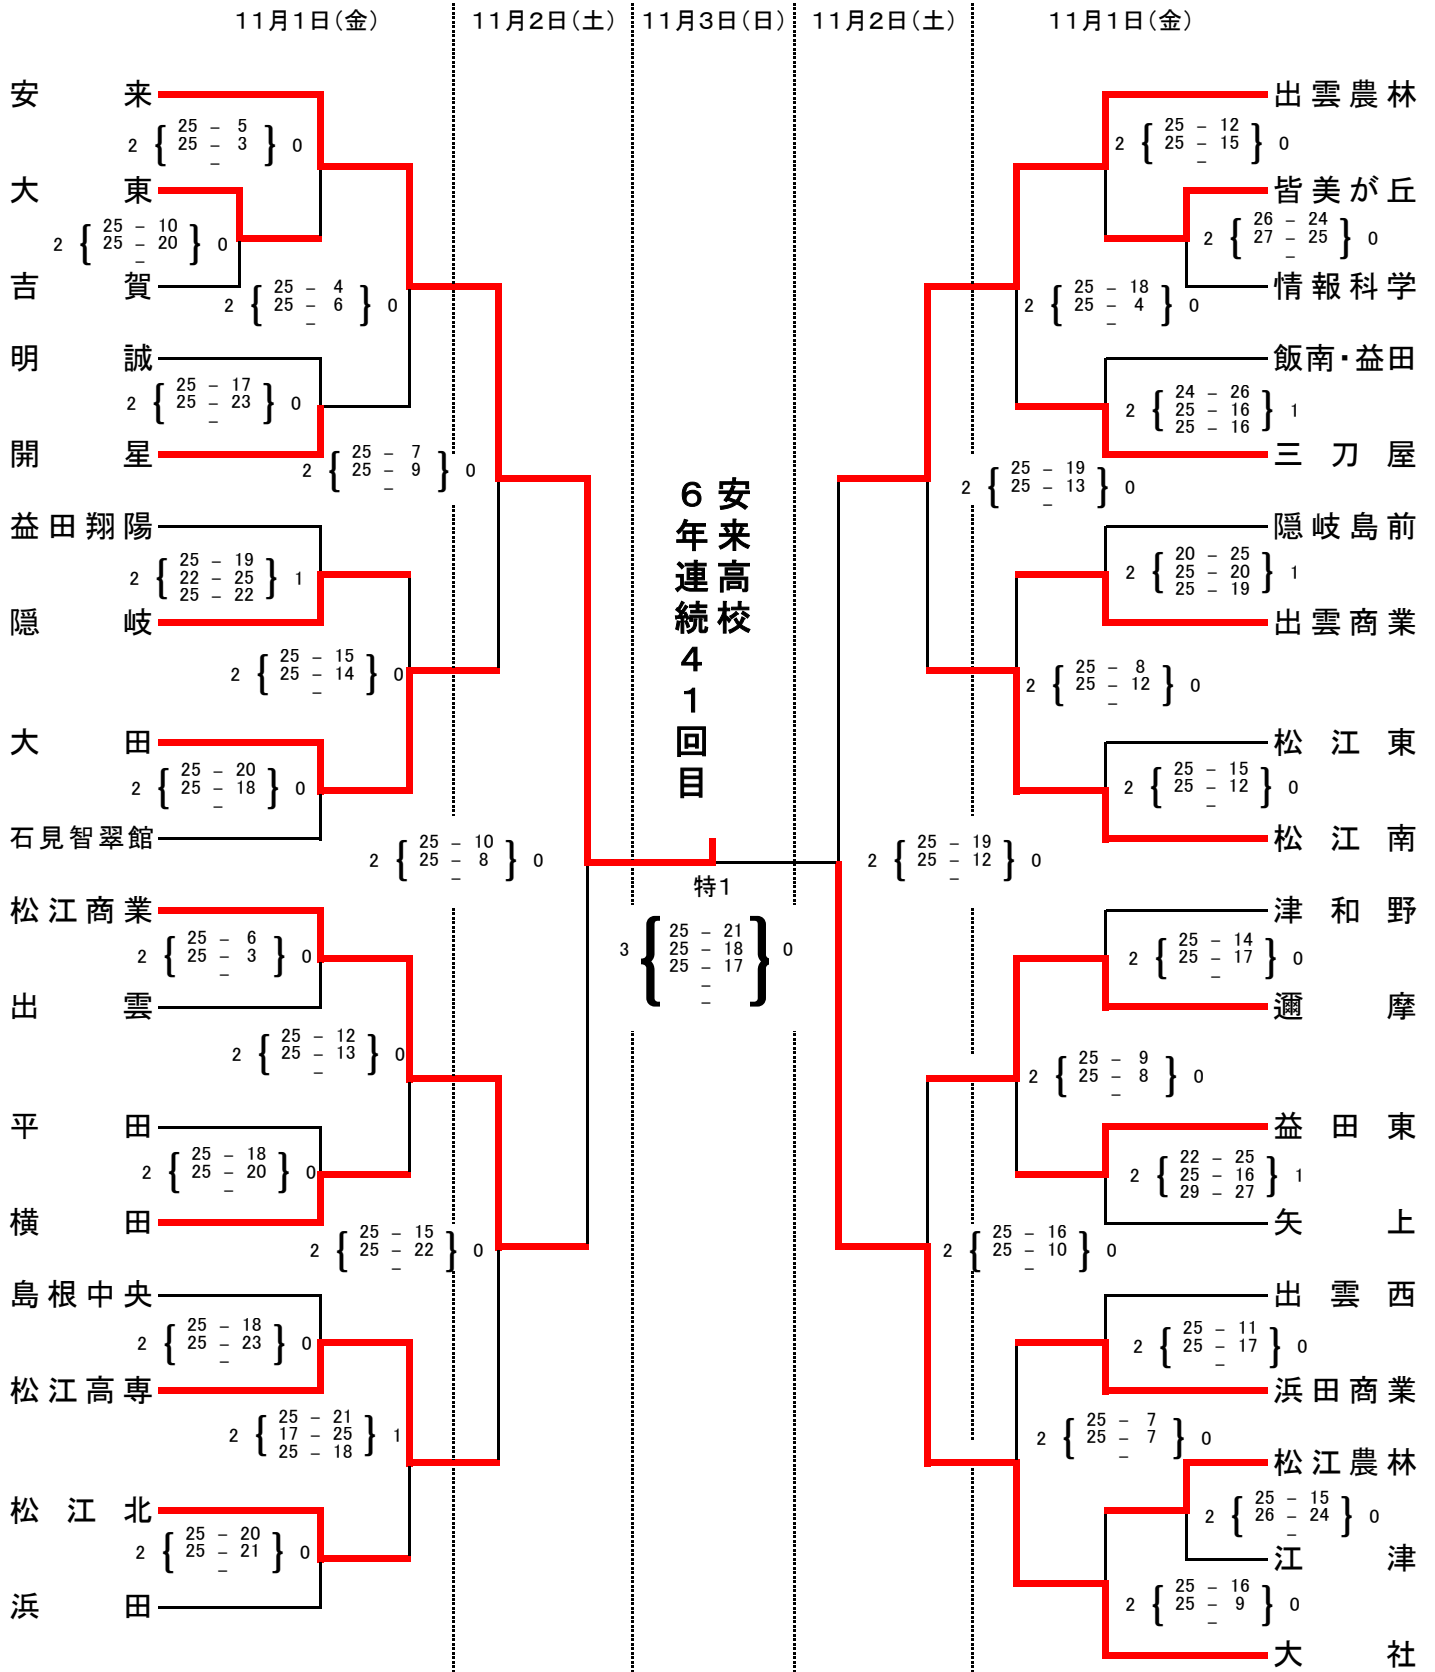 11月1日(金)
11月2日(土)
11月3日(日)
11月2日(土)
11月1日(金)
安来
2 { 25 – 5 } 0
25 – 3
–
大東
2 { 25 – 10 } 0
25 – 20
–
吉賀
2 { 25 – 4 } 0
25 – 6
–
明誠
2 { 25 – 17 } 0
25 – 23
–
開星
2 { 25 – 7 } 0
25 – 9
–
益田翔陽
2 { 25 – 19 } 1
22 – 25
25 – 22
隠岐
2 { 25 – 15 } 0
25 – 14
–
大田
2 { 25 – 20 } 0
25 – 18
–
石見智翠館
2 { 25 – 10 } 0
25 – 8
–
松江商業
2 { 25 – 6 } 0
25 – 3
–
出雲
2 { 25 – 12 } 0
25 – 13
–
平田
2 { 25 – 18 } 0
25 – 20
–
横田
2 { 25 – 15 } 0
25 – 22
–
島根中央
2 { 25 – 18 } 0
25 – 23
–
松江高専
2 { 25 – 21 } 1
17 – 25
25 – 18
松江北
2 { 25 – 20 } 0
25 – 21
–
浜田
安来高校
6年連続41回目
特1
3 { 25 – 21 } 0
25 – 18
25 – 17
–
–
出雲農林
2 { 25 – 12 } 0
25 – 15
–
皆美が丘
2 { 26 – 24 } 0
27 – 25
–
情報科学
2 { 25 – 18 } 0
25 – 4
–
飯南・益田
2 { 24 – 26 } 1
25 – 16
25 – 16
三刀屋
2 { 25 – 19 } 0
25 – 13
–
隠岐島前
2 { 20 – 25 } 1
25 – 20
25 – 19
出雲商業
2 { 25 – 8 } 0
25 – 12
–
松江東
2 { 25 – 15 } 0
25 – 12
–
松江南
2 { 25 – 19 } 0
25 – 12
–
津和野
2 { 25 – 14 } 0
25 – 17
–
邇摩
2 { 25 – 9 } 0
25 – 8
–
益田東
2 { 22 – 25 } 1
25 – 16
29 – 27
矢上
2 { 25 – 16 } 0
25 – 10
–
出雲西
2 { 25 – 11 } 0
25 – 17
–
浜田商業
2 { 25 – 7 } 0
25 – 7
–
松江農林
2 { 25 – 15 } 0
26 – 24
–
江津
2 { 25 – 16 } 0
25 – 9
–
大社